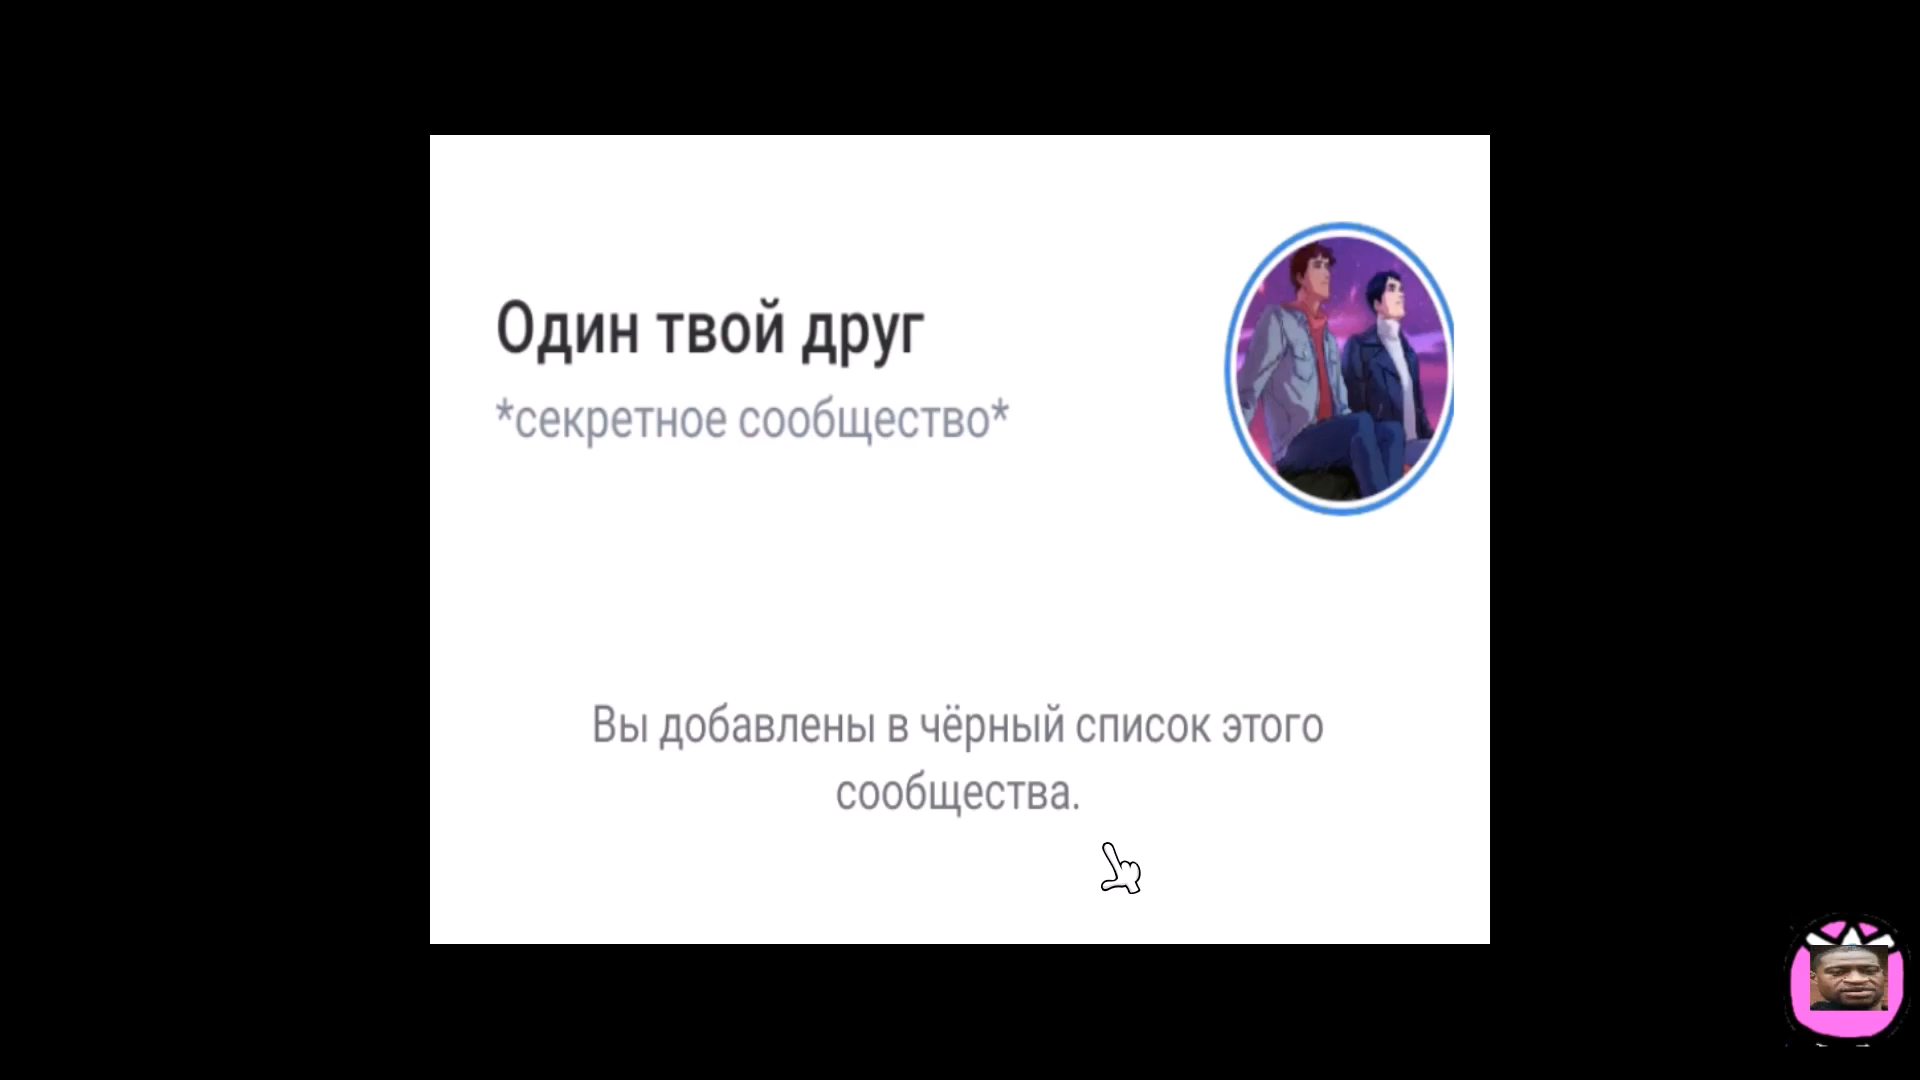 Один твой друг
*секретное сообщество*
Вы добавлены в чёрный список этого
сообщества.